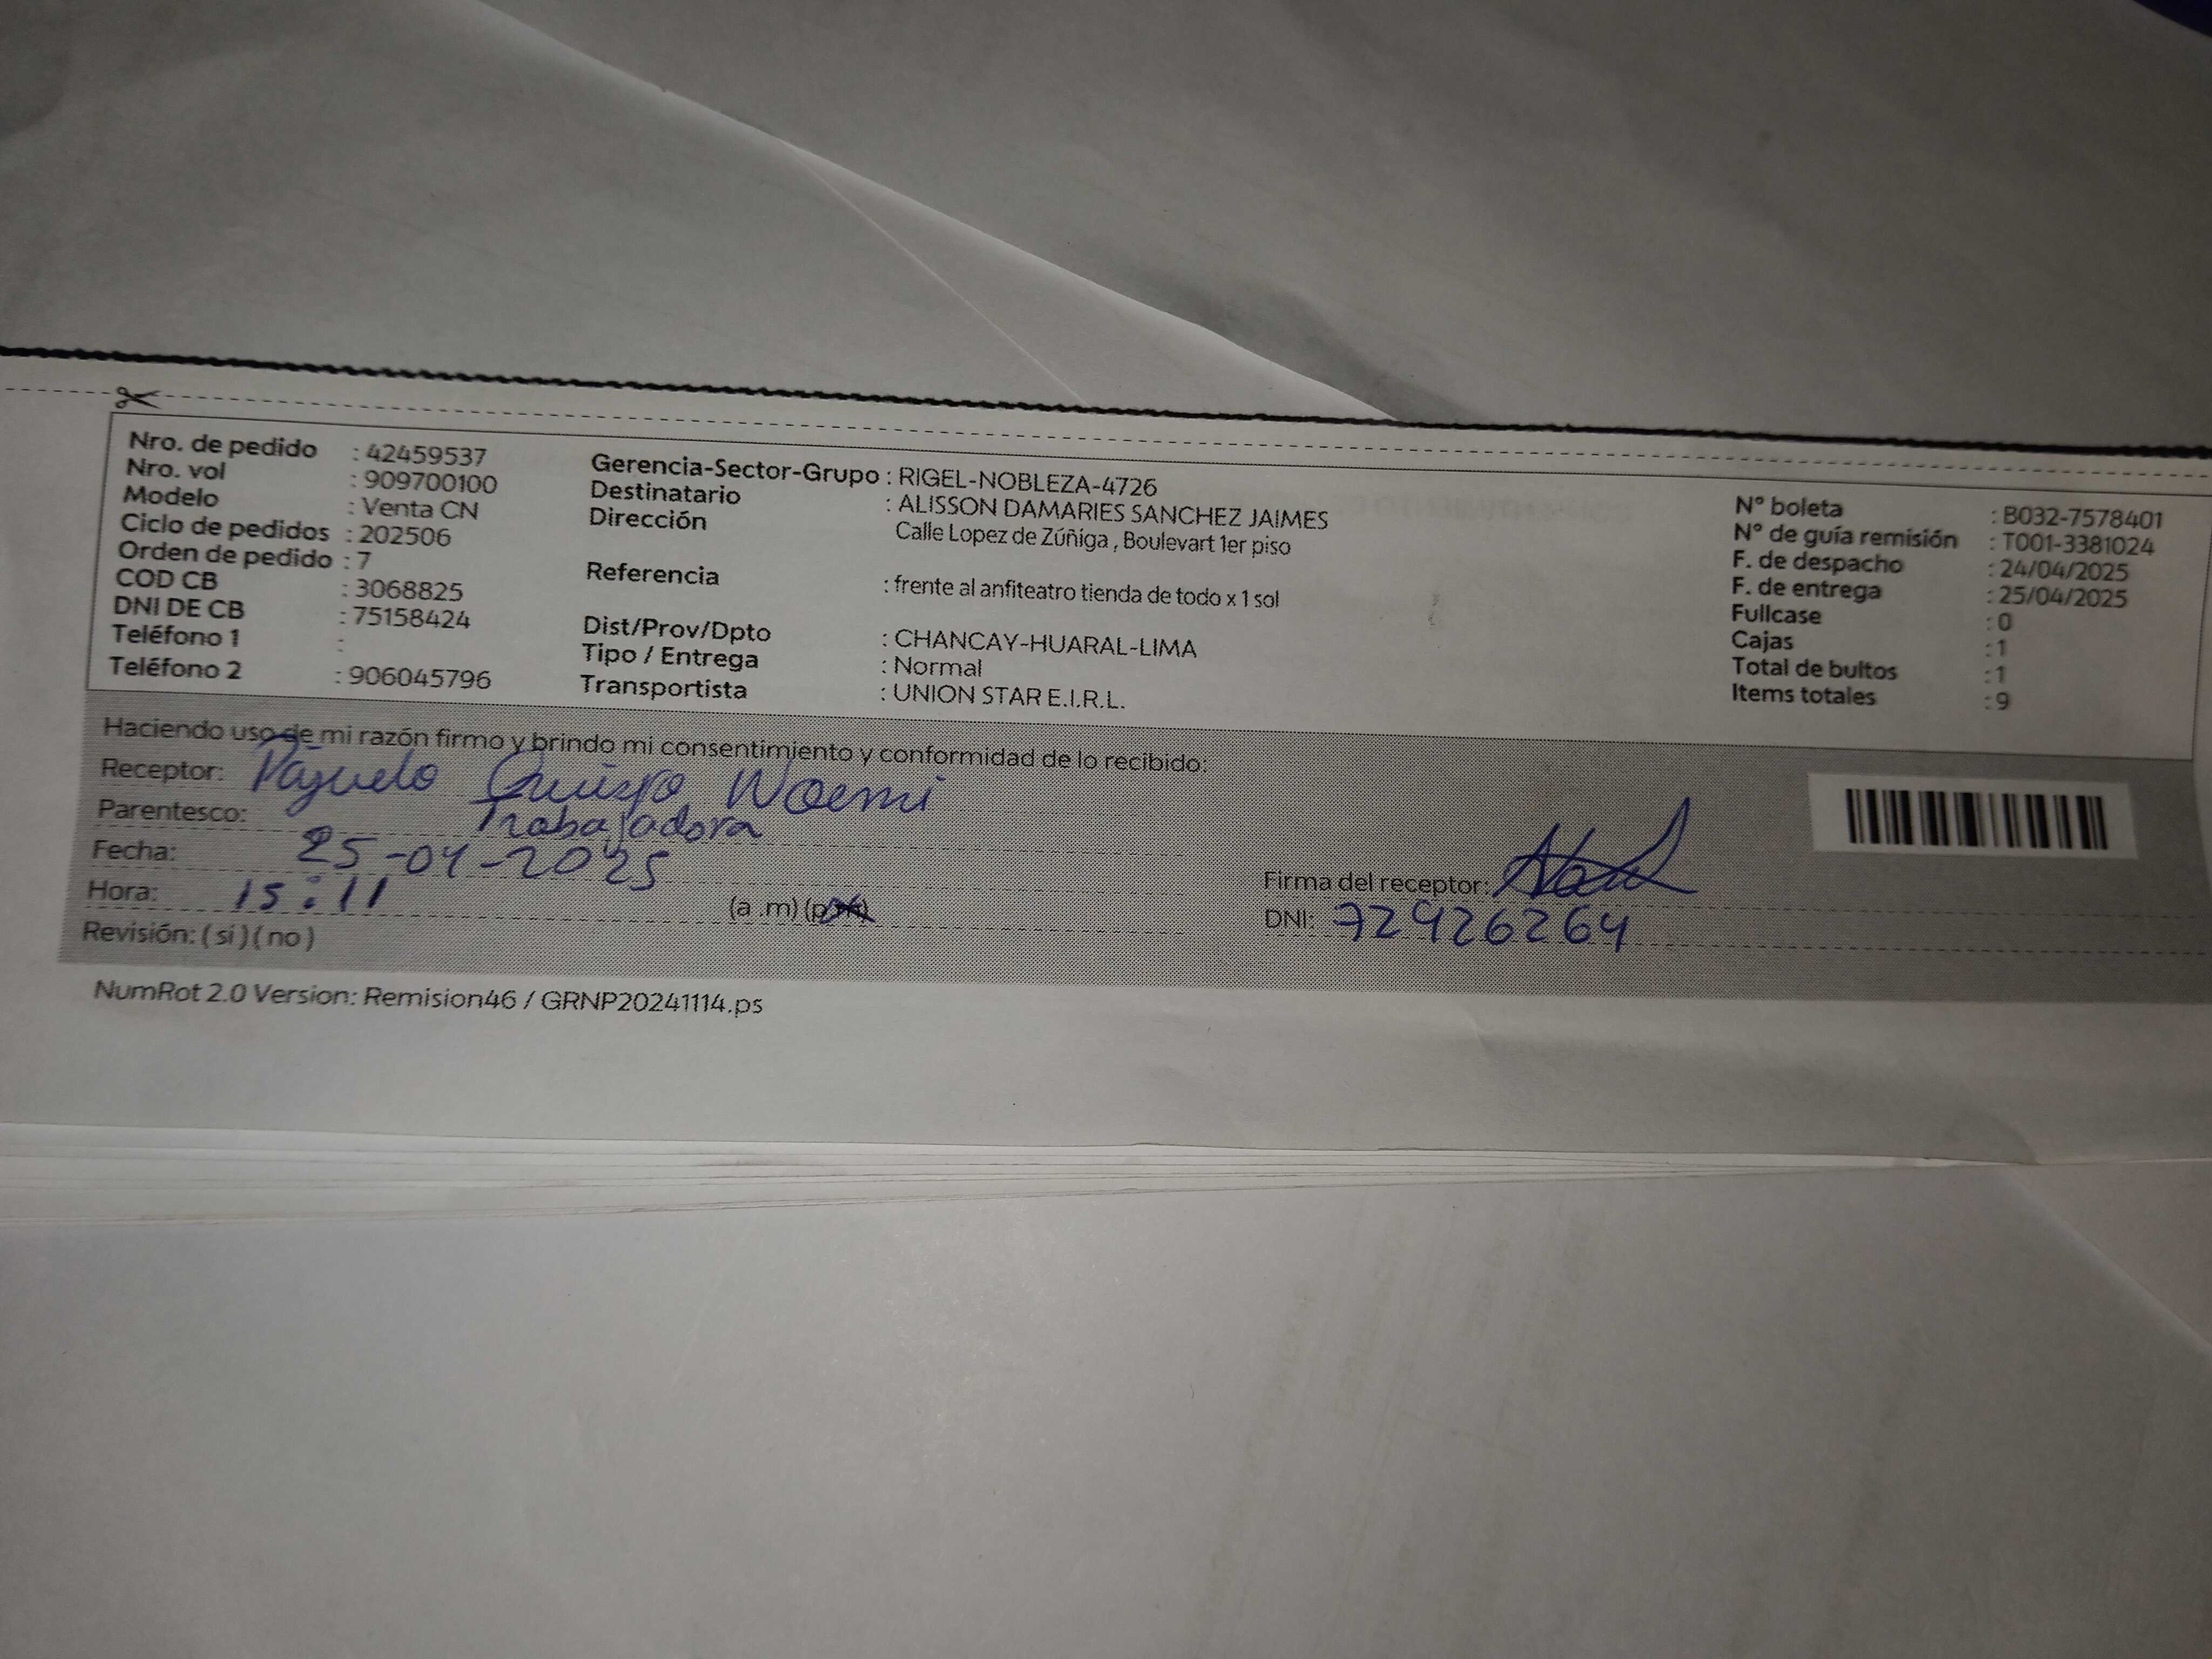 Nro. de pedido : 42459537
Nro. vol : 909700100
Modelo : Venta CN
Ciclo de pedidos : 202506
Orden de pedido : 7
COD CB : 3068825
DNI DE CB : 75158424
Teléfono 1 :
Teléfono 2 : 906045796
Gerencia-Sector-Grupo : RIGEL-NOBLEZA-4726
Destinatario : ALISSON DAMARIES SANCHEZ JAIMES
Dirección Calle Lopez de Zúñiga , Boulevart 1er piso
Referencia : frente al anfiteatro tienda de todo x 1 sol
Dist/Prov/Dpto : CHANCAY-HUARAL-LIMA
Tipo / Entrega : Normal
Transportista : UNION STAR E.I.R.L.
N° boleta : B032-7578401
N° de guía remisión : T001-3381024
F. de despacho : 24/04/2025
F. de entrega : 25/04/2025
Fullcase : 0
Cajas : 1
Total de bultos : 1
Items totales : 9
Haciendo uso de mi razón firmo y brindo mi consentimiento y conformidad de lo recibido:
Receptor: Pajuelo Quispe Noemi
Parentesco: Trabajadora
Fecha: 25-04-2025
Hora: 15:11 (a .m) (p.m)
Revisión: ( si ) ( no )
Firma del receptor:
DNI: 72926264
NumRot 2.0 Version: Remision46 / GRNP20241114.ps